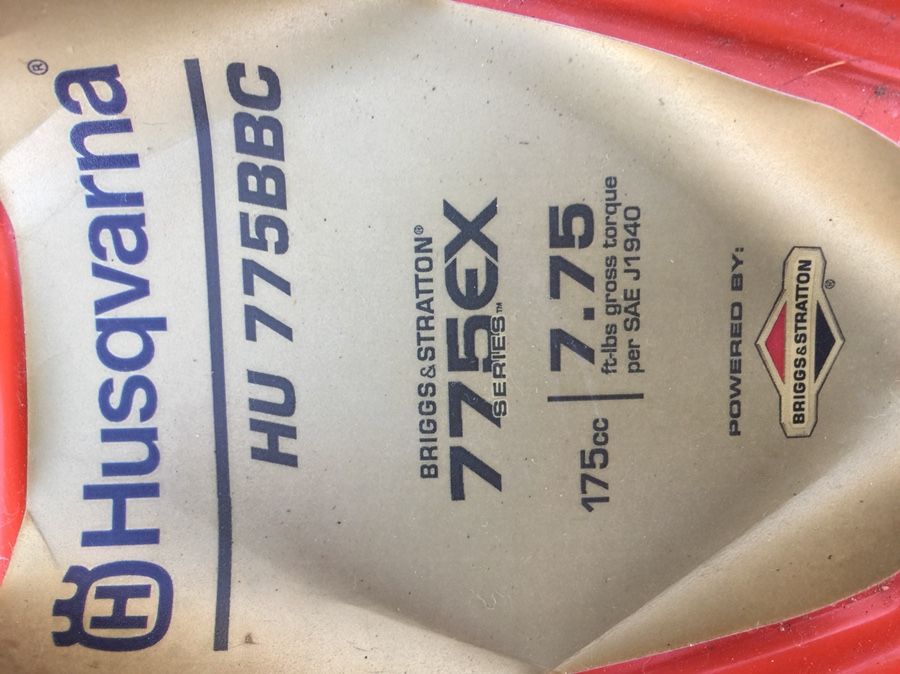 Husqvarna®
HU 775BBC
BRIGGS & STRATTON®
775EX
SERIES™
175cc | 7.75
ft-lbs gross torque
per SAE J1940
POWERED BY:
BRIGGS & STRATTON®